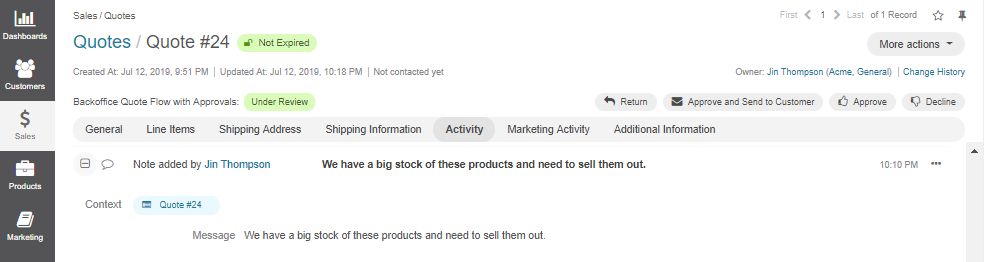 Dashboards
Customers
$
Sales
Products
Marketing
Sales / Quotes
First 1 Last of 1 Record
Quotes / Quote #24 Not Expired
More actions
Created At: Jul 12, 2019, 9:51 PM | Updated At: Jul 12, 2019, 10:18 PM | Not contacted yet
Owner: Jin Thompson (Acme, General) | Change History
Backoffice Quote Flow with Approvals: Under Review
Return Approve and Send to Customer Approve Decline
General Line Items Shipping Address Shipping Information Activity Marketing Activity Additional Information
Note added by Jin Thompson We have a big stock of these products and need to sell them out. 10:10 PM
Context Quote #24
Message We have a big stock of these products and need to sell them out.